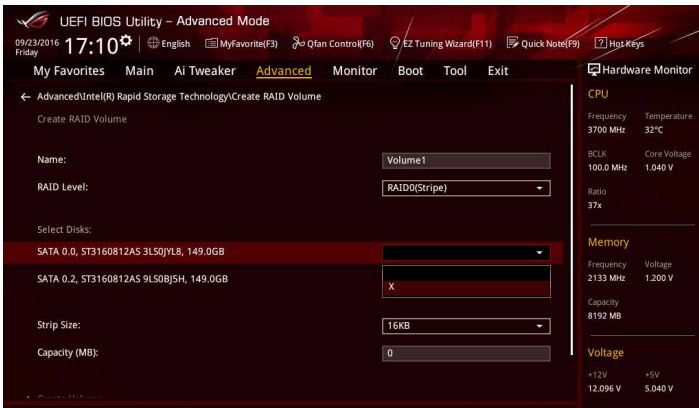 UEFI BIOS Utility – Advanced Mode
09/23/2016 Friday 17:10 English MyFavorite(F3) Qfan Control(F6) EZ Tuning Wizard(F11) Quick Note(F9) Hot Keys
My Favorites Main Ai Tweaker Advanced Monitor Boot Tool Exit
← Advanced\Intel(R) Rapid Storage Technology\Create RAID Volume
Create RAID Volume
Name: Volume1
RAID Level: RAID0(Stripe)
Select Disks:
SATA 0.0, ST3160812AS 3LS0JYL8, 149.0GB
SATA 0.2, ST3160812AS 9LS0BJ5H, 149.0GB
X
Strip Size: 16KB
Capacity (MB): 0
Create Volume
Hardware Monitor
CPU
Frequency Temperature
3700 MHz 32°C
BCLK Core Voltage
100.0 MHz 1.040 V
Ratio
37x
Memory
Frequency Voltage
2133 MHz 1.200 V
Capacity
8192 MB
Voltage
+12V +5V
12.096 V 5.040 V